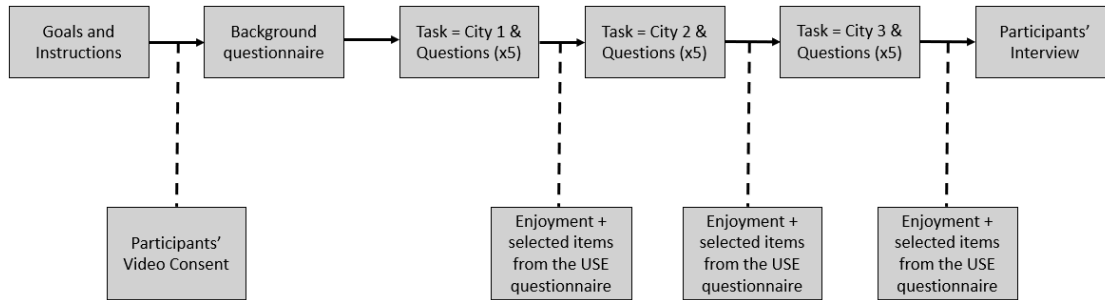 Goals and
Instructions
Background
questionnaire
Task = City 1 &
Questions (x5)
Task = City 2 &
Questions (x5)
Task = City 3 &
Questions (x5)
Participants'
Interview
Participants'
Video Consent
Enjoyment +
selected items
from the USE
questionnaire
Enjoyment +
selected items
from the USE
questionnaire
Enjoyment +
selected items
from the USE
questionnaire